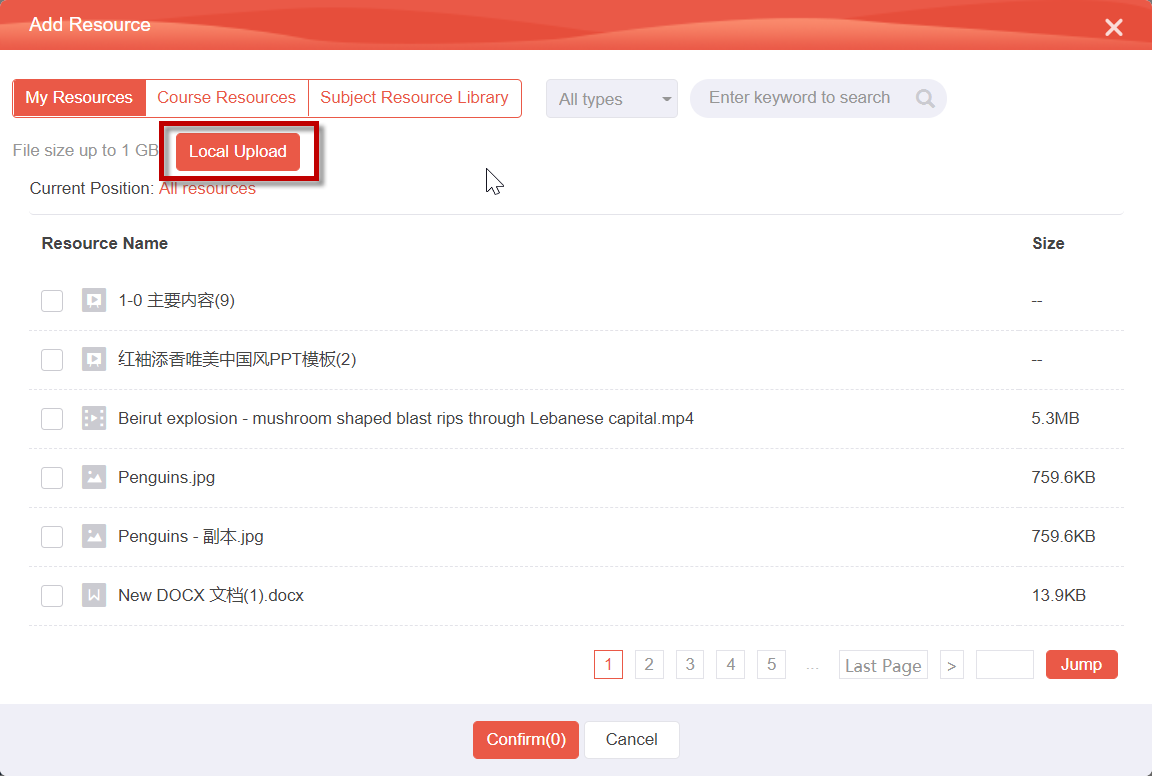 Add Resource
My Resources Course Resources Subject Resource Library All types Enter keyword to search
File size up to 1 GB Local Upload
Current Position: All resources
Resource Name Size
1-0 主要内容(9) --
红袖添香唯美中国风PPT模板(2) --
Beirut explosion - mushroom shaped blast rips through Lebanese capital.mp4 5.3MB
Penguins.jpg 759.6KB
Penguins - 副本.jpg 759.6KB
New DOCX 文档(1).docx 13.9KB
1 2 3 4 5 ... Last Page > Jump
Confirm(0) Cancel